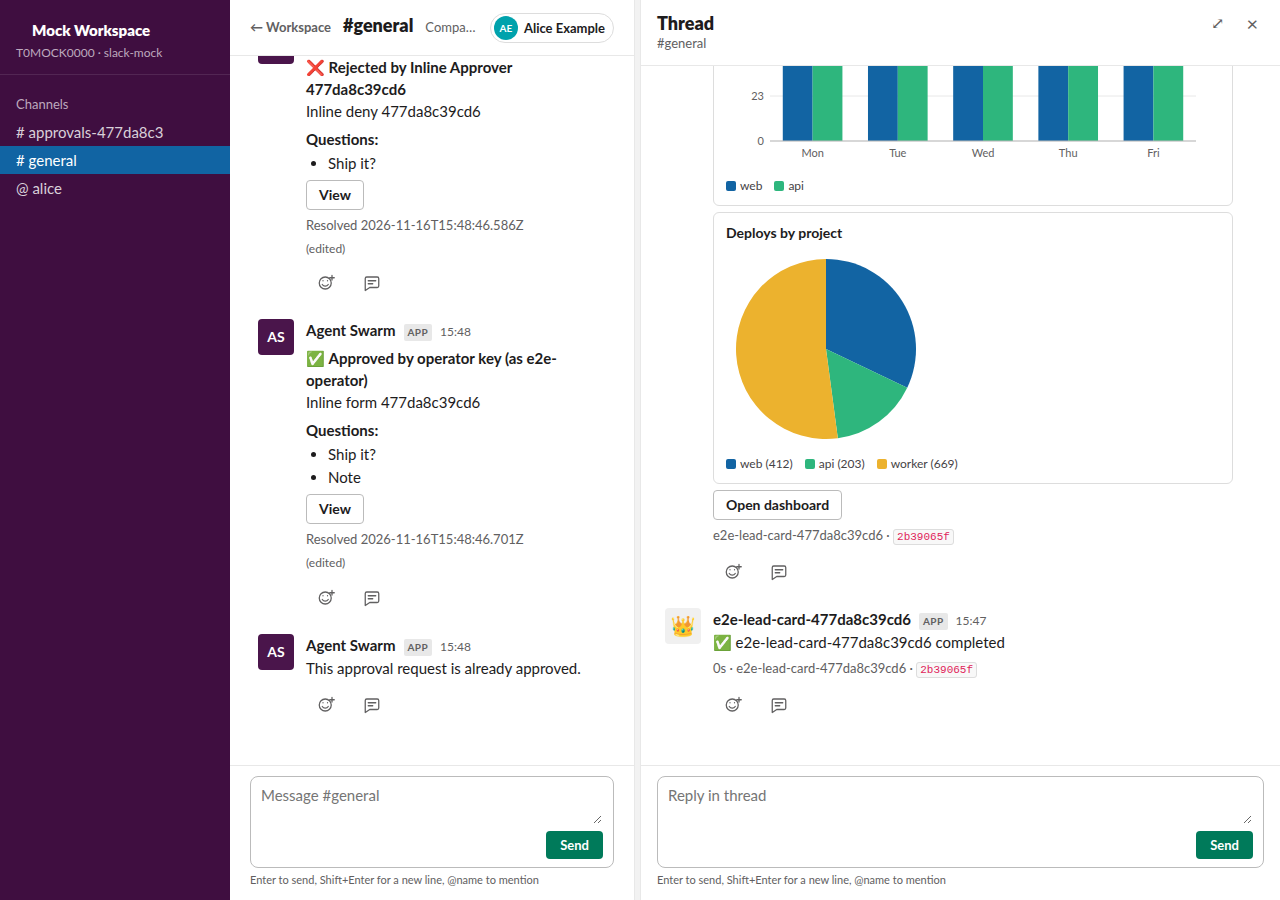 Mock Workspace
T0MOCK0000 · slack-mock
Channels
# approvals-477da8c3
# general
@ alice
← Workspace #general Compa... AE Alice Example
❌ Rejected by Inline Approver
477da8c39cd6
Inline deny 477da8c39cd6
Questions:
• Ship it?
View
Resolved 2026-11-16T15:48:46.586Z
(edited)
AS Agent Swarm APP 15:48
✅ Approved by operator key (as e2e-
operator)
Inline form 477da8c39cd6
Questions:
• Ship it?
• Note
View
Resolved 2026-11-16T15:48:46.701Z
(edited)
AS Agent Swarm APP 15:48
This approval request is already approved.
Message #general
Send
Enter to send, Shift+Enter for a new line, @name to mention
Thread
#general
23
0
Mon Tue Wed Thu Fri
web api
Deploys by project
web (412) api (203) worker (669)
Open dashboard
e2e-lead-card-477da8c39cd6 · 2b39065f
e2e-lead-card-477da8c39cd6 APP 15:47
✅ e2e-lead-card-477da8c39cd6 completed
0s · e2e-lead-card-477da8c39cd6 · 2b39065f
Reply in thread
Send
Enter to send, Shift+Enter for a new line, @name to mention